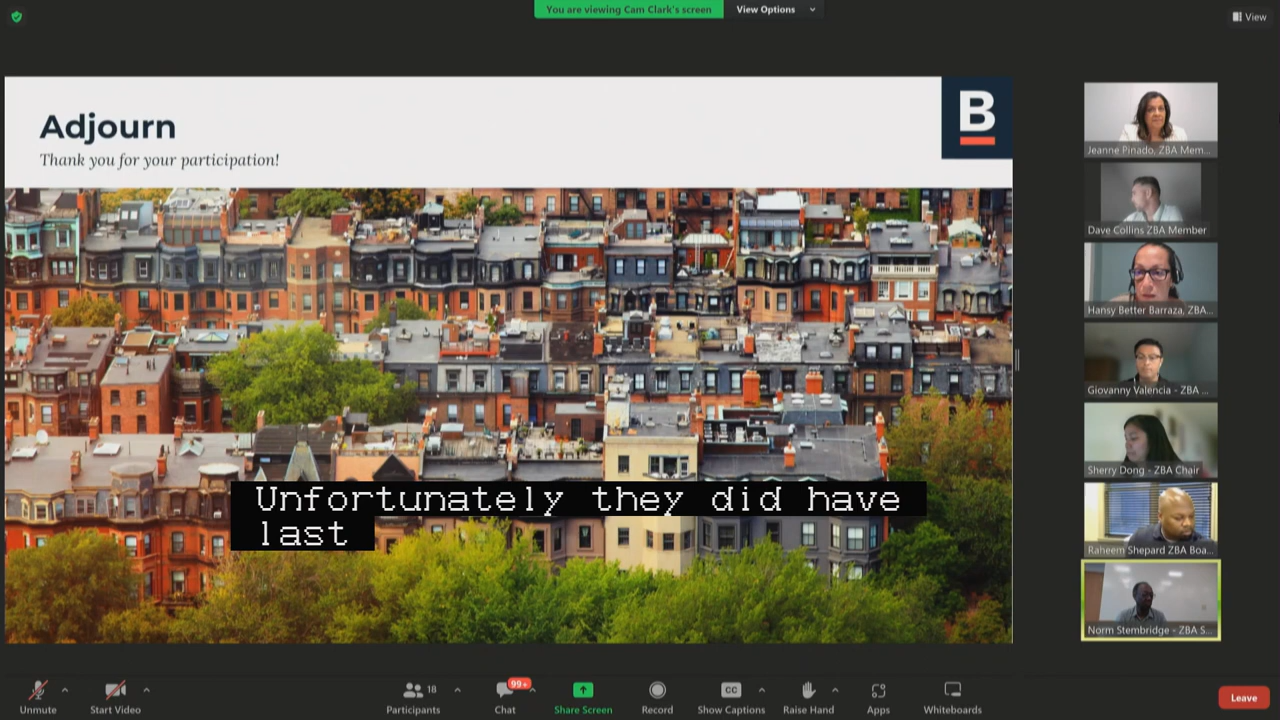 You are viewing Cam Clark's screen
View Options
View
Adjourn
Thank you for your participation!
B
Jeanne Pinado, ZBA Mem...
Dave Collins ZBA Member
Hansy Better Barraza, ZBA...
Giovanny Valencia - ZBA ...
Sherry Dong - ZBA Chair
Raheem Shepard ZBA Boa...
Norm Stembridge - ZBA S...
Unfortunately they did have
last
Unmute
Start Video
18
Participants
99+
Chat
Share Screen
Record
CC
Show Captions
Raise Hand
Apps
Whiteboards
Leave